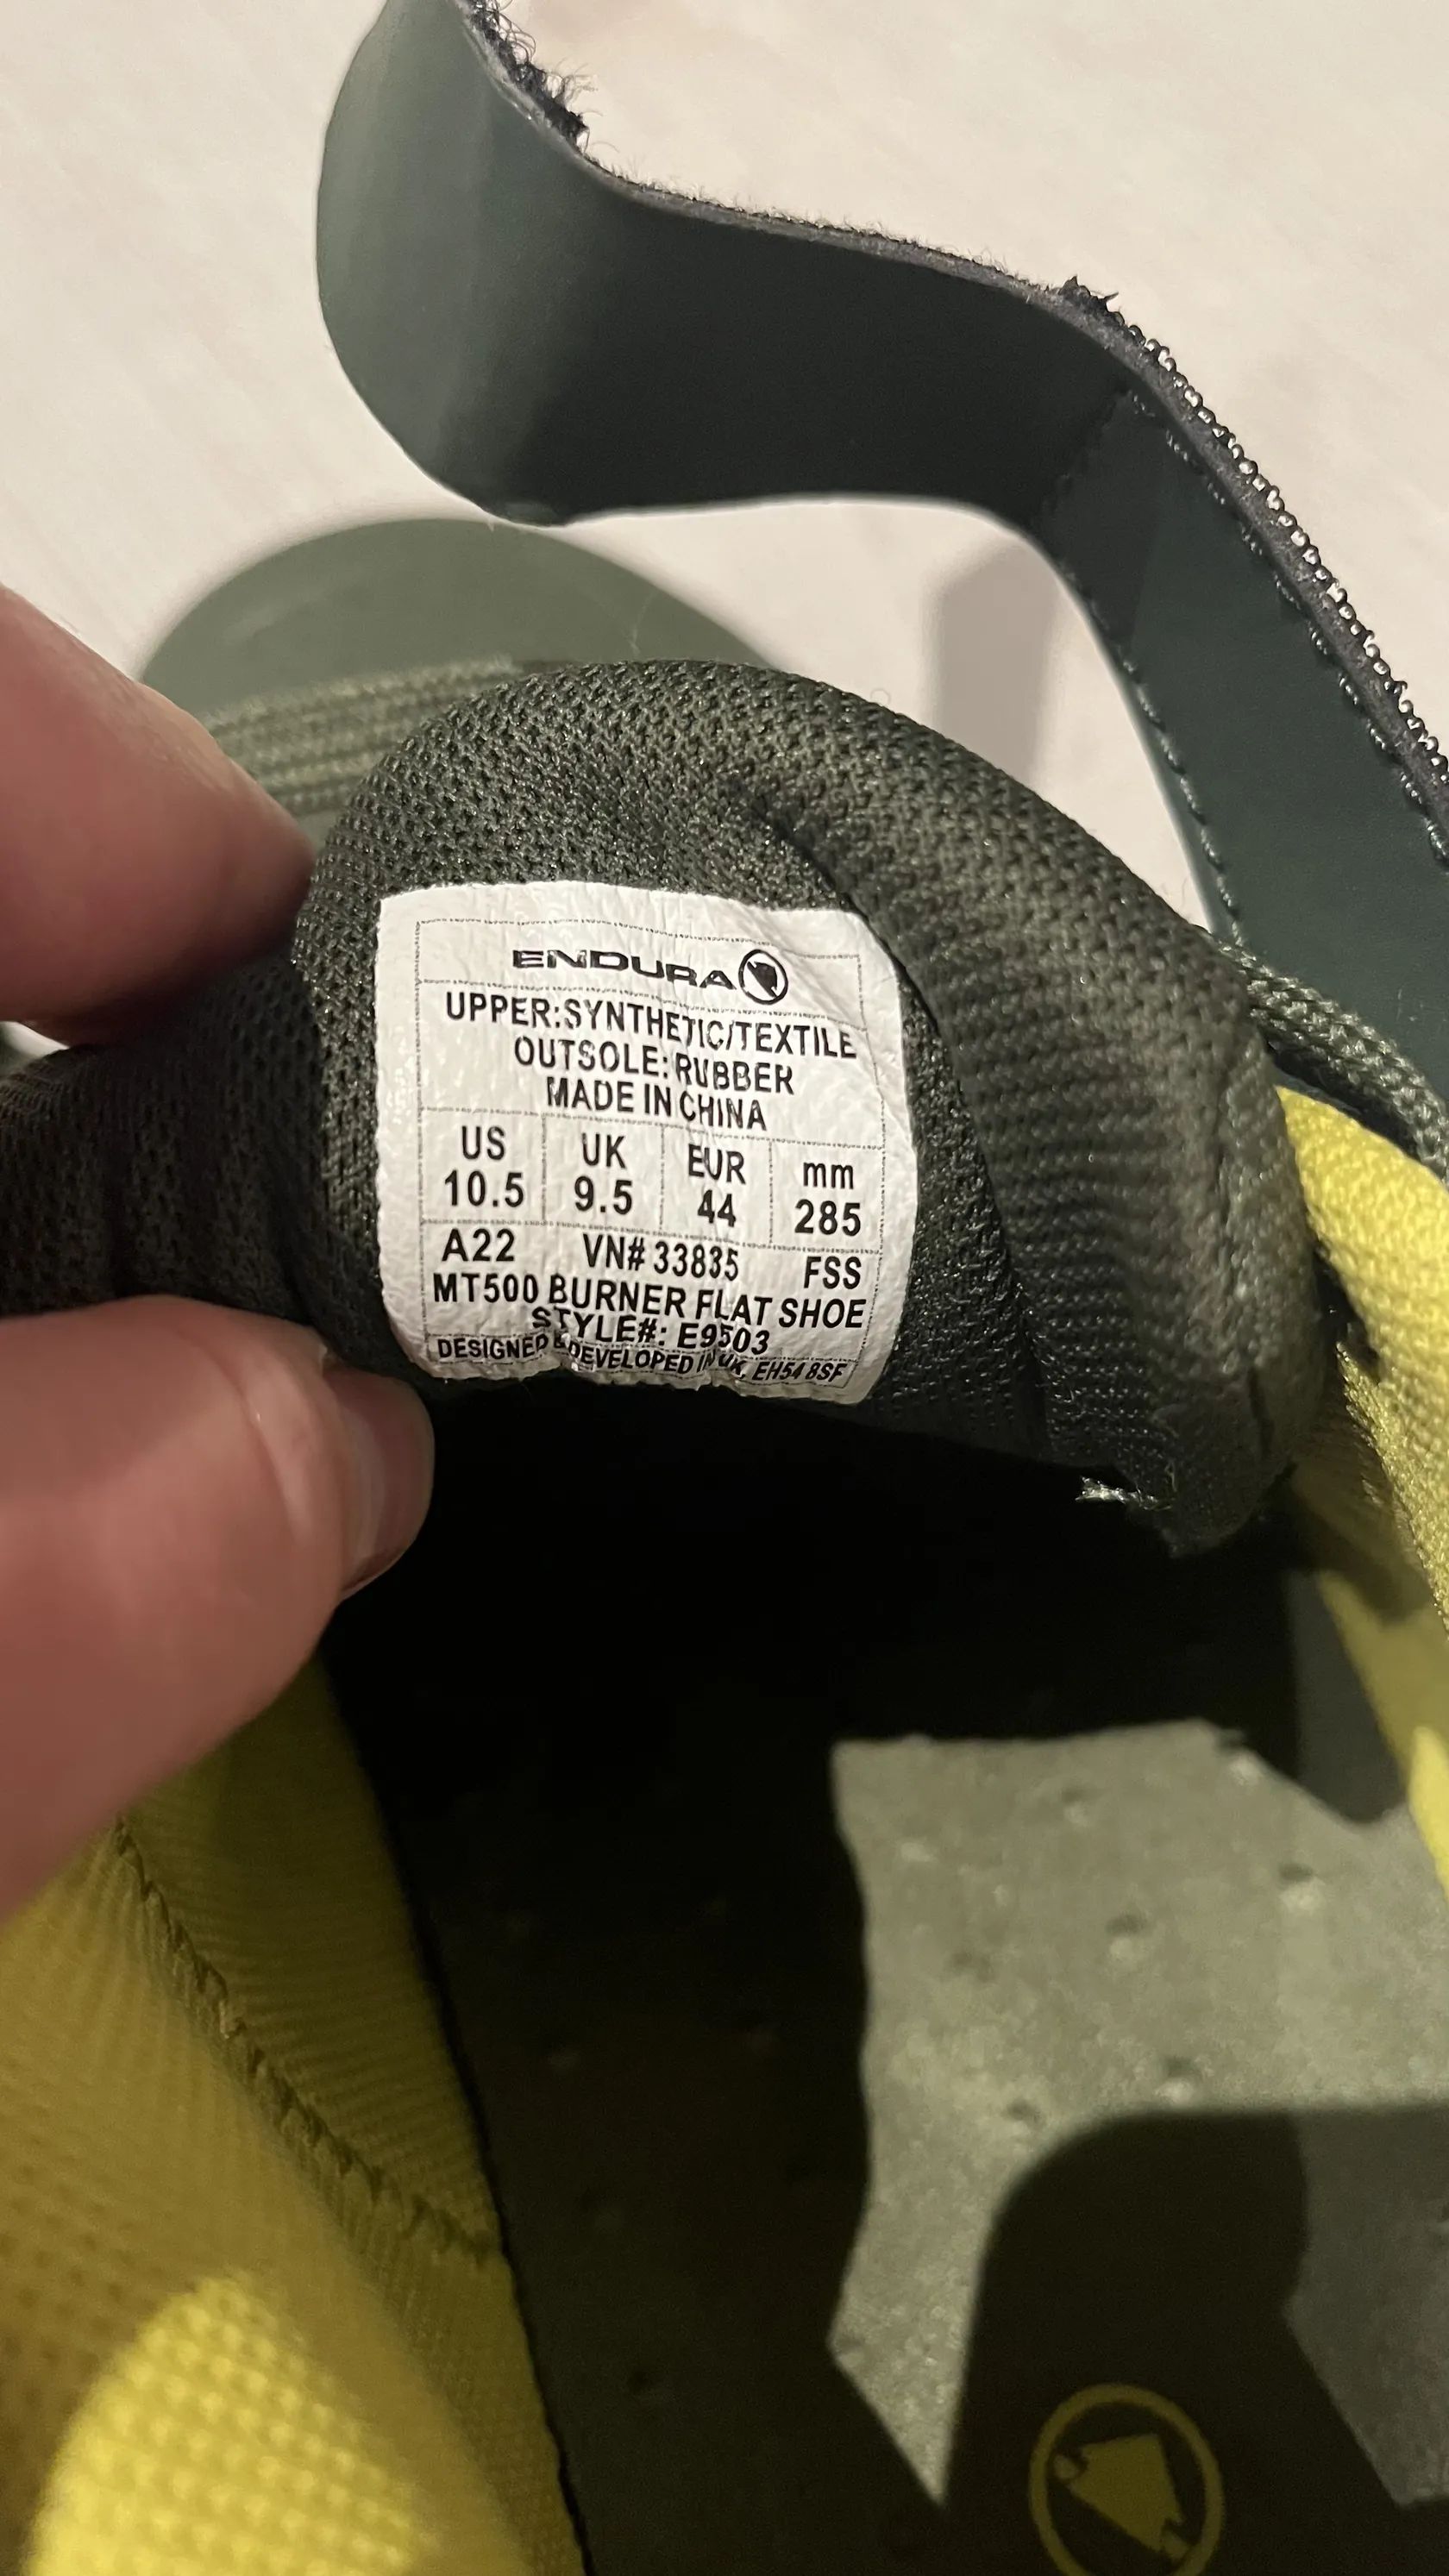 ENDURA
UPPER:SYNTHETIC/TEXTILE
OUTSOLE:RUBBER
MADE IN CHINA
US UK EUR mm
10.5 9.5 44 285
A22 VN# 33835 FSS
MT500 BURNER FLAT SHOE
STYLE#: E9503
DESIGNED & DEVELOPED IN UK, EH54 8SF